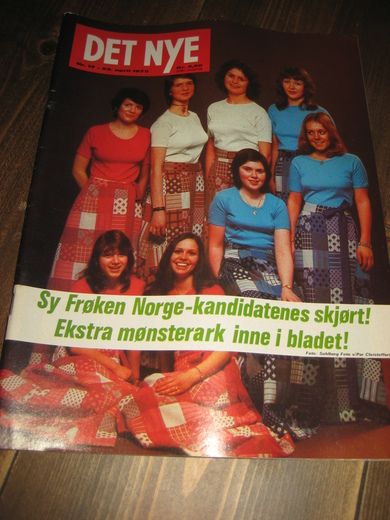 DET NYE
Sy Frøken Norge-kandidatenes skjørt!
Ekstra mønsterark inne i bladet!